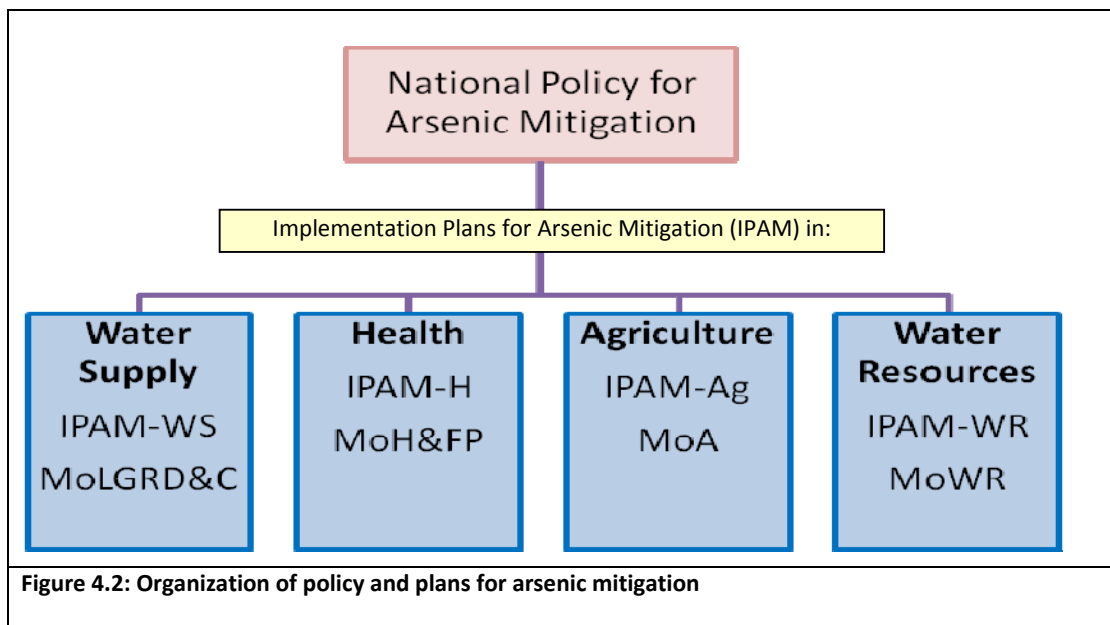 National Policy for
Arsenic Mitigation
Implementation Plans for Arsenic Mitigation (IPAM) in:
Water
Supply
IPAM-WS
MoLGRD&C
Health
IPAM-H
MoH&FP
Agriculture
IPAM-Ag
MoA
Water
Resources
IPAM-WR
MoWR
Figure 4.2: Organization of policy and plans for arsenic mitigation